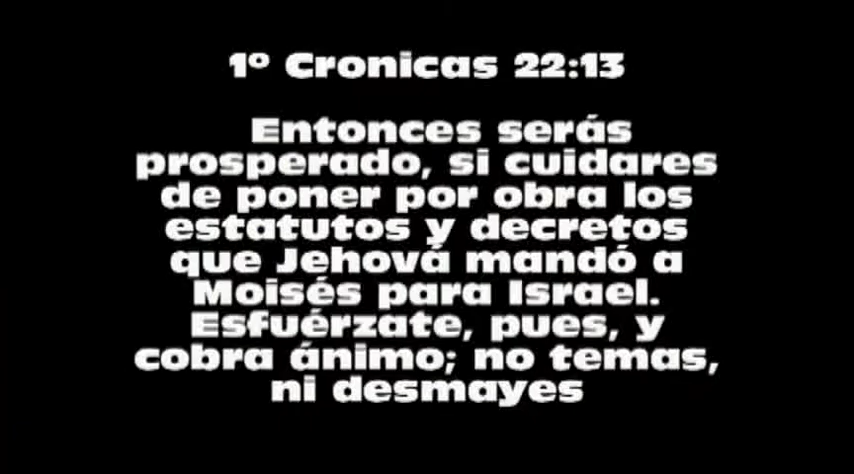 1º Cronicas 22:13
Entonces serás
prosperado, si cuidares
de poner por obra los
estatutos y decretos
que Jehová mandó a
Moisés para Israel.
Esfuérzate, pues, y
cobra ánimo; no temas,
ni desmayes